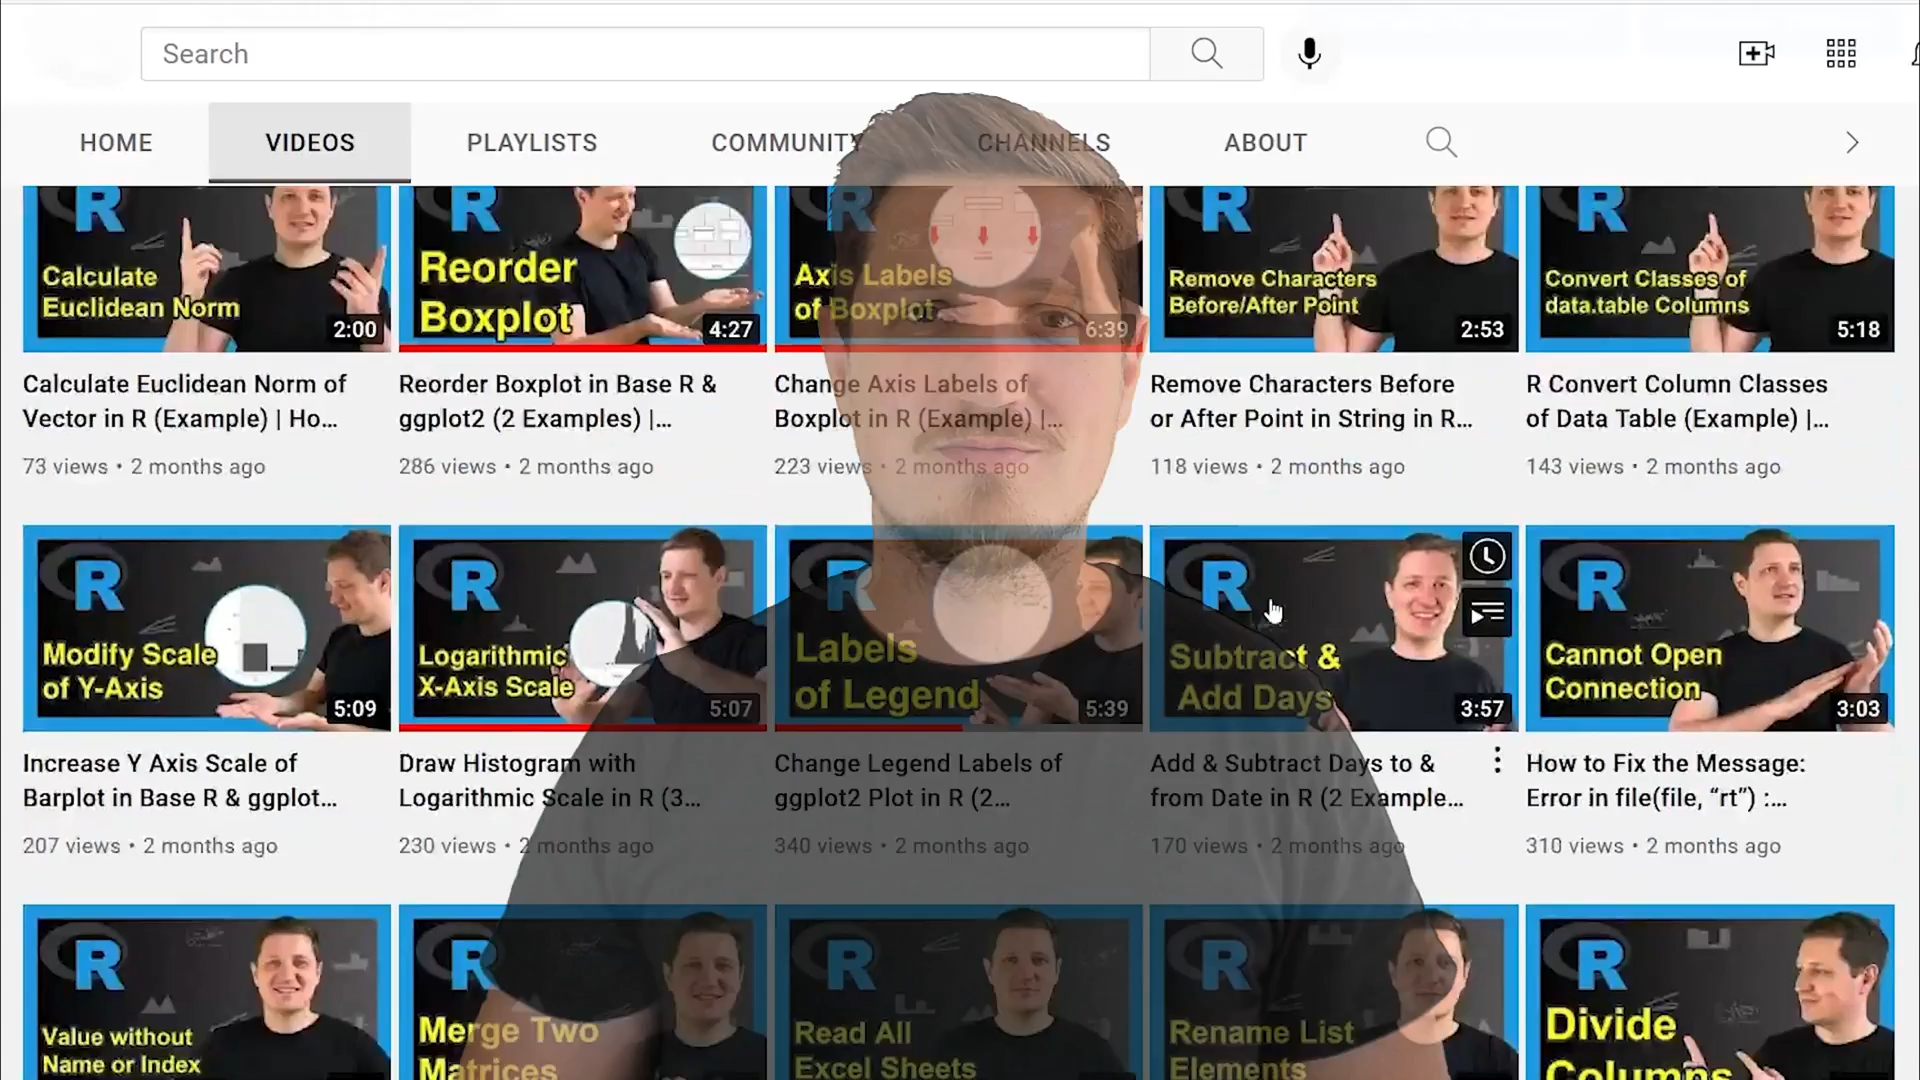 Search
HOME
VIDEOS
PLAYLISTS
COMMUNITY
CHANNELS
ABOUT
R
Calculate
Euclidean Norm
2:00
R
Reorder
Boxplot
4:27
R
Axis Labels
of Boxplot
6:39
R
Remove Characters
Before/After Point
2:53
R
Convert Classes of
data.table Columns
5:18
Calculate Euclidean Norm of
Vector in R (Example) | Ho...
73 views • 2 months ago
Reorder Boxplot in Base R &
ggplot2 (2 Examples) |...
286 views • 2 months ago
Change Axis Labels of
Boxplot in R (Example) |...
223 views • 2 months ago
Remove Characters Before
or After Point in String in R...
118 views • 2 months ago
R Convert Column Classes
of Data Table (Example) |...
143 views • 2 months ago
R
Modify Scale
of Y-Axis
5:09
R
Logarithmic
X-Axis Scale
5:07
R
Labels
of Legend
5:39
R
Subtract &
Add Days
3:57
R
Cannot Open
Connection
3:03
Increase Y Axis Scale of
Barplot in Base R & ggplot...
207 views • 2 months ago
Draw Histogram with
Logarithmic Scale in R (3...
230 views • 2 months ago
Change Legend Labels of
ggplot2 Plot in R (2...
340 views • 2 months ago
Add & Subtract Days to &
from Date in R (2 Example...
170 views • 2 months ago
How to Fix the Message:
Error in file(file, “rt”) :...
310 views • 2 months ago
R
Value without
Name or Index
R
Merge Two
Matrices
R
Read All
Excel Sheets
R
Rename List
Elements
R
Divide
Columns